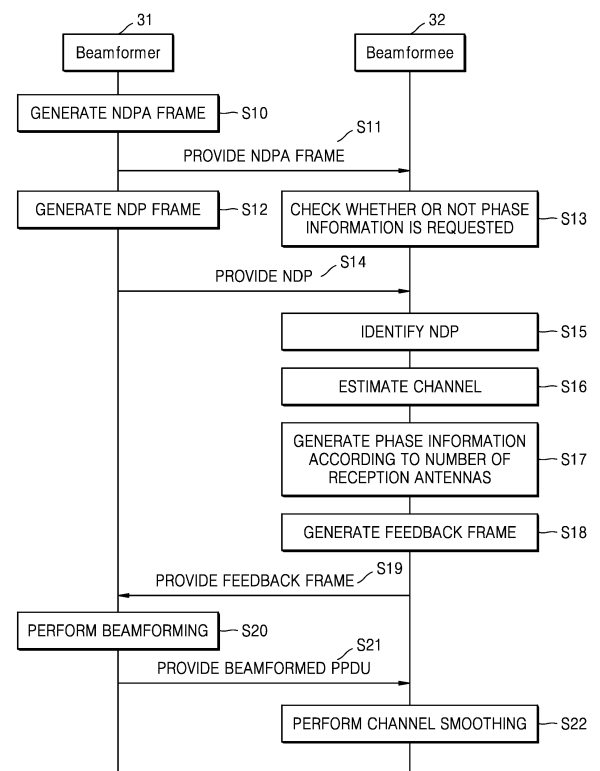 31
32
Beamformer
Beamformee
GENERATE NDPA FRAME
S10
S11
PROVIDE NDPA FRAME
GENERATE NDP FRAME
S12
CHECK WHETHER OR NOT PHASE
INFORMATION IS REQUESTED
S13
S14
PROVIDE NDP
IDENTIFY NDP
S15
ESTIMATE CHANNEL
S16
GENERATE PHASE INFORMATION
ACCORDING TO NUMBER OF
RECEPTION ANTENNAS
S17
GENERATE FEEDBACK FRAME
S18
S19
PROVIDE FEEDBACK FRAME
PERFORM BEAMFORMING
S20
S21
PROVIDE BEAMFORMED PPDU
PERFORM CHANNEL SMOOTHING
S22